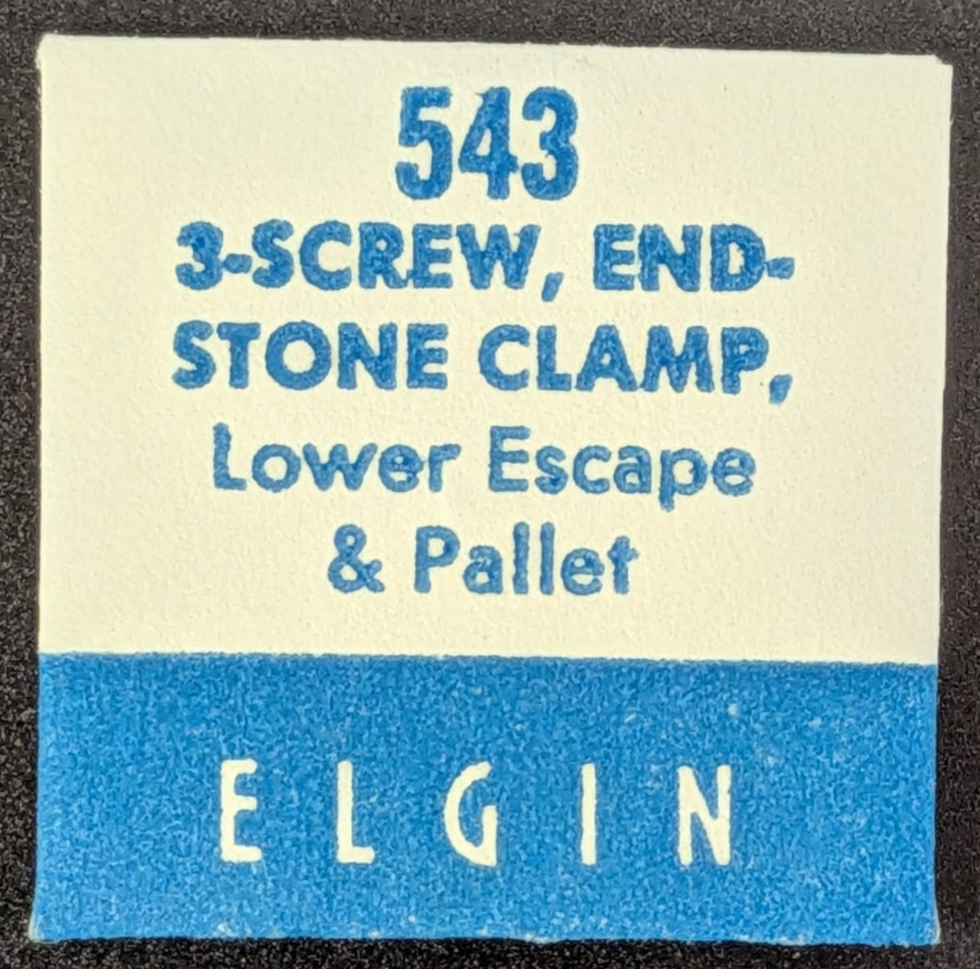 543
3-SCREW, END-
STONE CLAMP,
Lower Escape
& Pallet
ELGIN